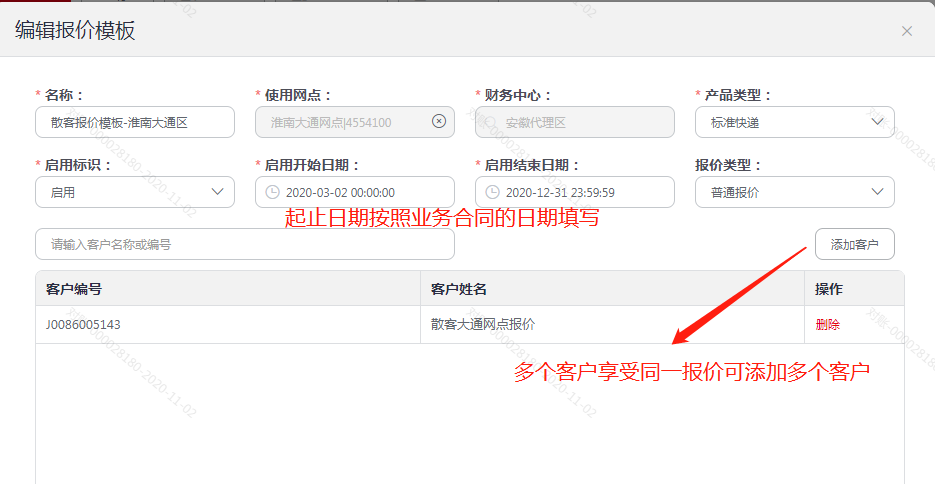 编辑报价模板
* 名称：
* 使用网点：
* 财务中心：
* 产品类型：
散客报价模板-淮南大通区
淮南大通网点|4554100
安徽代理区
标准快递
* 启用标识：
* 启用开始日期：
* 启用结束日期：
报价类型：
启用
2020-03-02 00:00:00
2020-12-31 23:59:59
普通报价
起止日期按照业务合同的日期填写
请输入客户名称或编号
添加客户
客户编号
客户姓名
操作
J0086005143
散客大通网点报价
删除
多个客户享受同一报价可添加多个客户
对账-000028180-2020-11-02